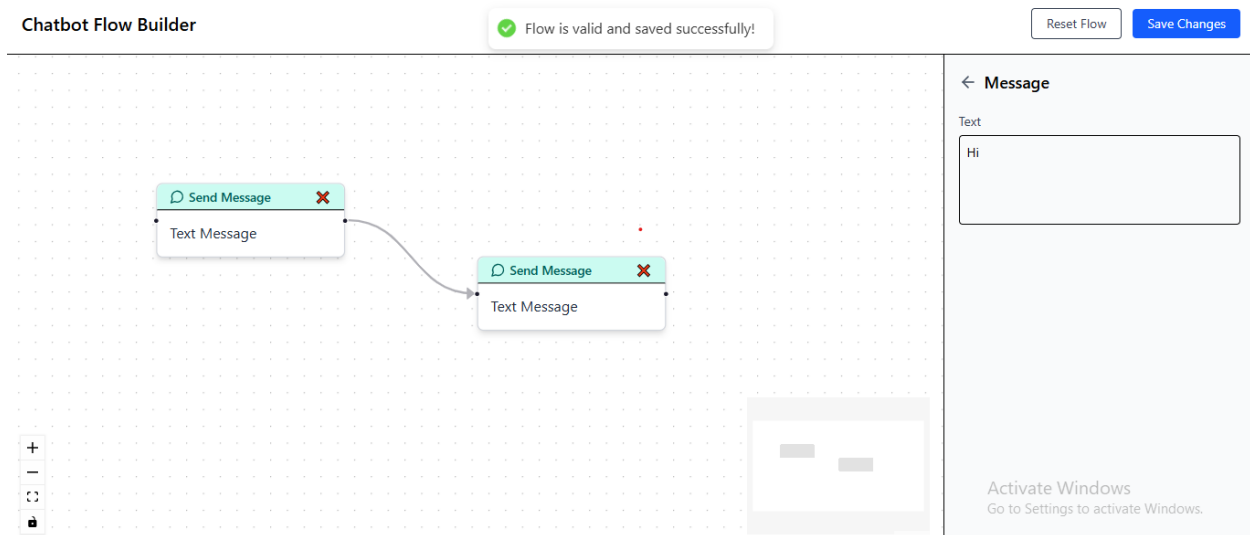 Chatbot Flow Builder
Flow is valid and saved successfully!
Reset Flow
Save Changes
Message
Text
Hi
Send Message
Text Message
Send Message
Text Message
Activate Windows
Go to Settings to activate Windows.